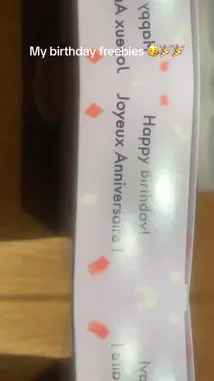 My birthday freebies 🥳🎉🎉
Happy Birthday!
Joyeux Anniversaire !